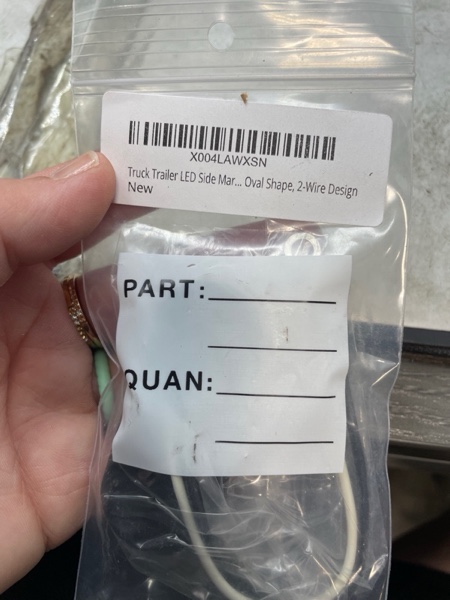 X004LAWXSN
Truck Trailer LED Side Mar... Oval Shape, 2-Wire Design
New
PART:
QUAN: